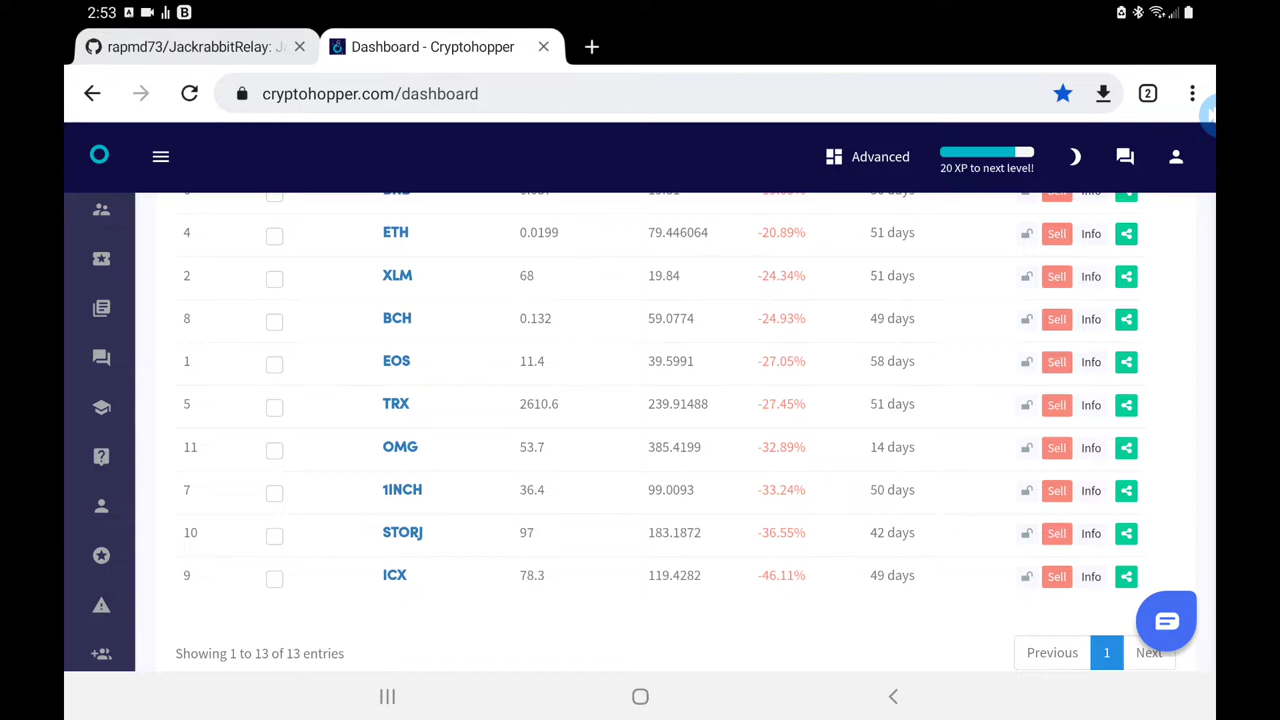 2:53
rapmd73/JackrabbitRelay: J
Dashboard - Cryptohopper
cryptohopper.com/dashboard
2
Advanced
20 XP to next level!
4 ETH 0.0199 79.446064 -20.89% 51 days Sell Info
2 XLM 68 19.84 -24.34% 51 days Sell Info
8 BCH 0.132 59.0774 -24.93% 49 days Sell Info
1 EOS 11.4 39.5991 -27.05% 58 days Sell Info
5 TRX 2610.6 239.91488 -27.45% 51 days Sell Info
11 OMG 53.7 385.4199 -32.89% 14 days Sell Info
7 1INCH 36.4 99.0093 -33.24% 50 days Sell Info
10 STORJ 97 183.1872 -36.55% 42 days Sell Info
9 ICX 78.3 119.4282 -46.11% 49 days Sell Info
Showing 1 to 13 of 13 entries
Previous 1 Next